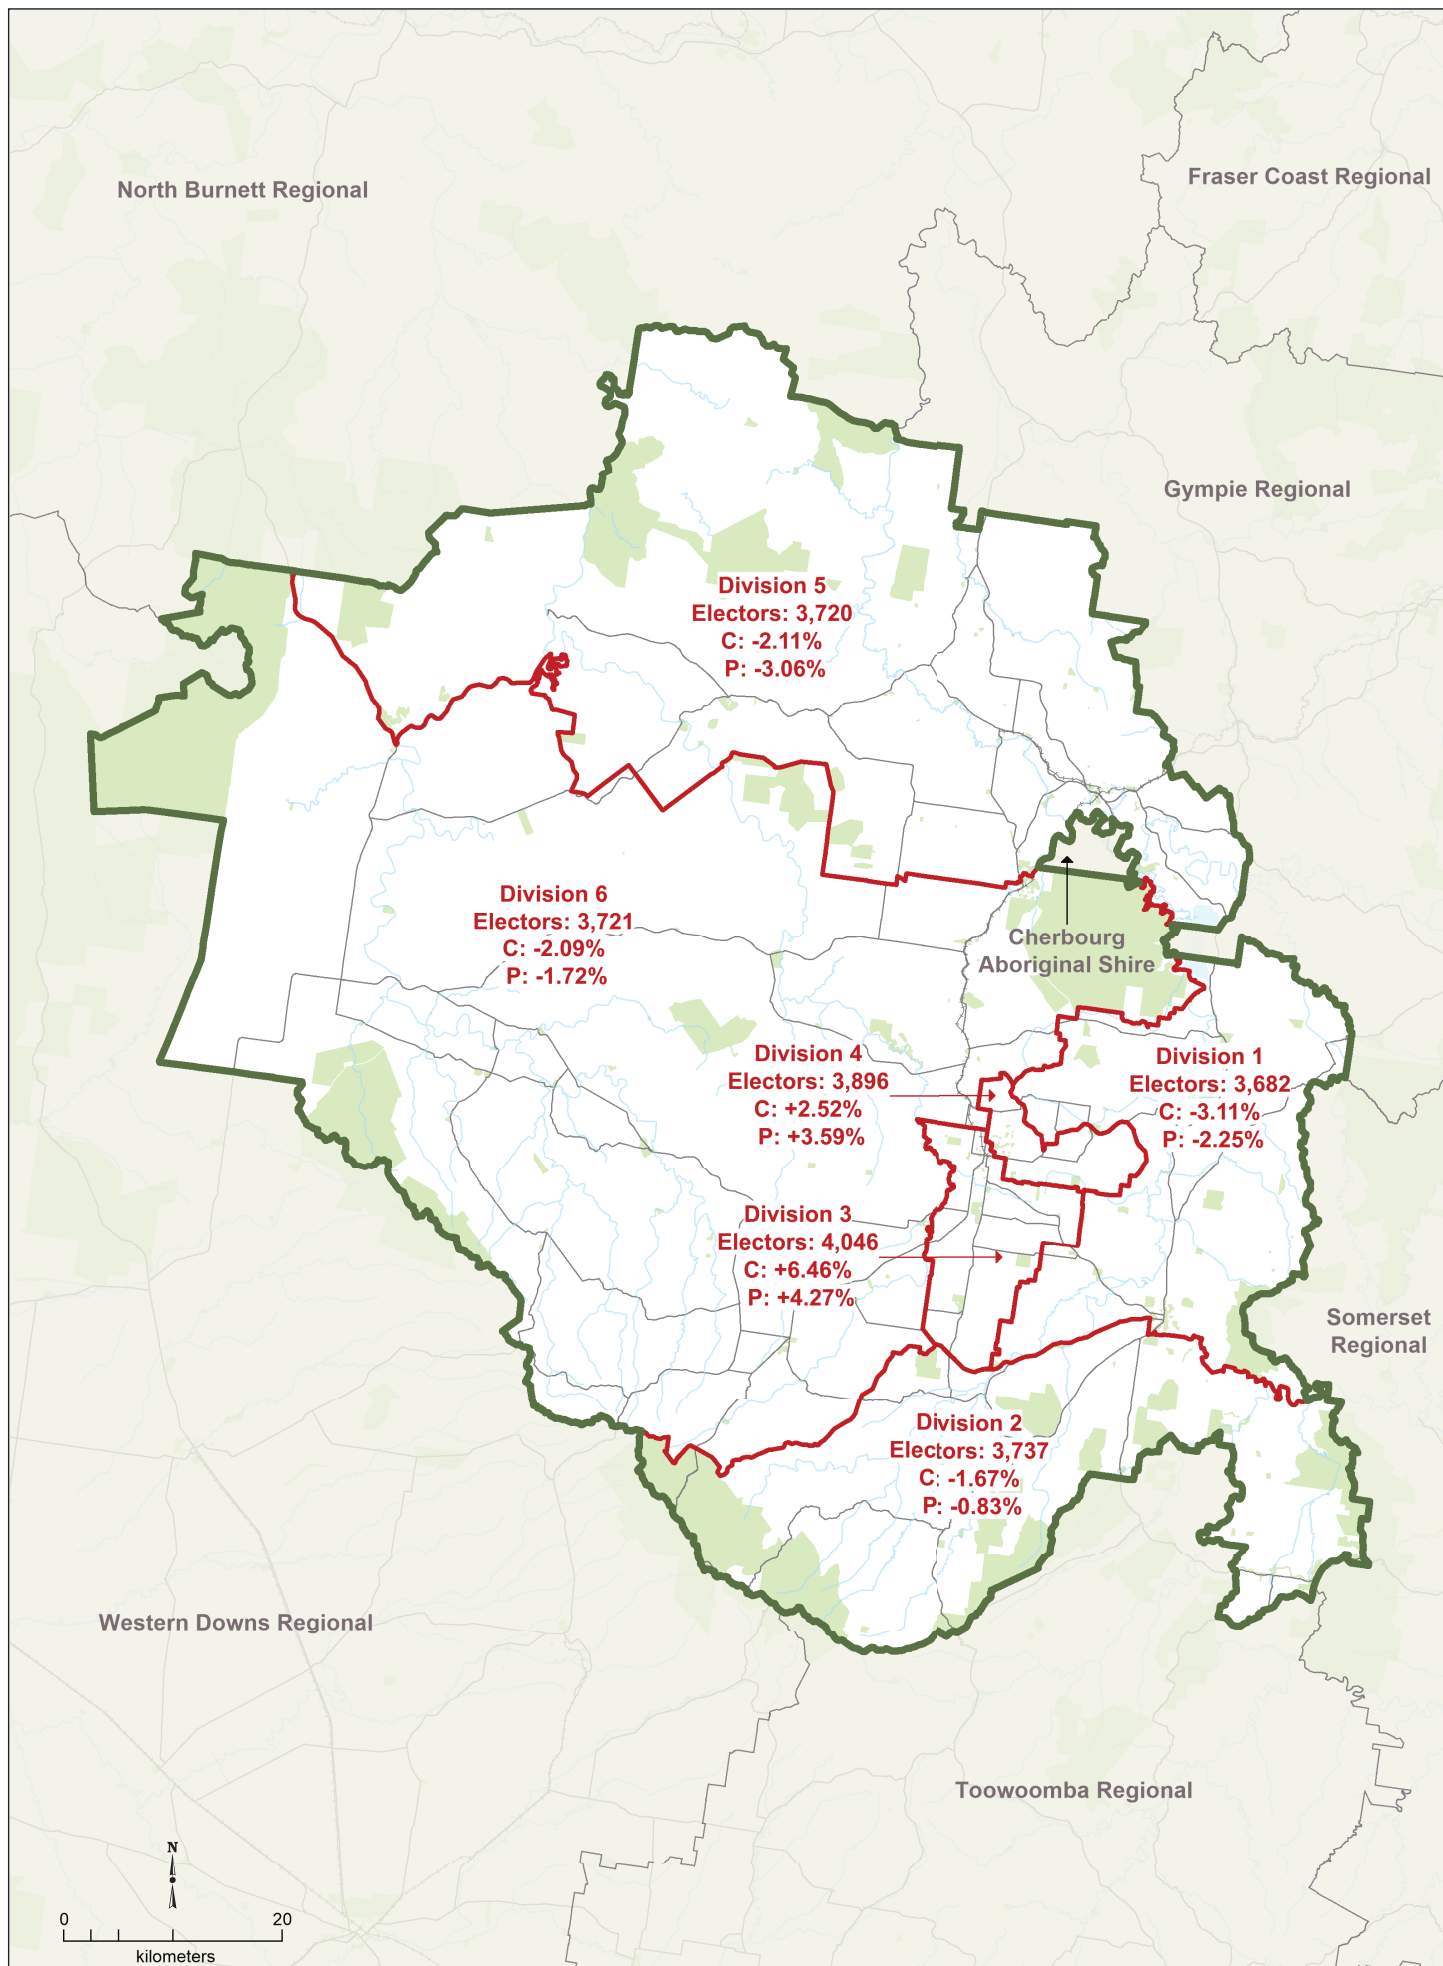 North Burnett Regional
Fraser Coast Regional
Gympie Regional
Division 5
Electors: 3,720
C: -2.11%
P: -3.06%
Division 6
Electors: 3,721
C: -2.09%
P: -1.72%
Cherbourg
Aboriginal Shire
Division 4
Electors: 3,896
C: +2.52%
P: +3.59%
Division 1
Electors: 3,682
C: -3.11%
P: -2.25%
Division 3
Electors: 4,046
C: +6.46%
P: +4.27%
Somerset
Regional
Division 2
Electors: 3,737
C: -1.67%
P: -0.83%
Western Downs Regional
Toowoomba Regional
N
0 20
kilometers